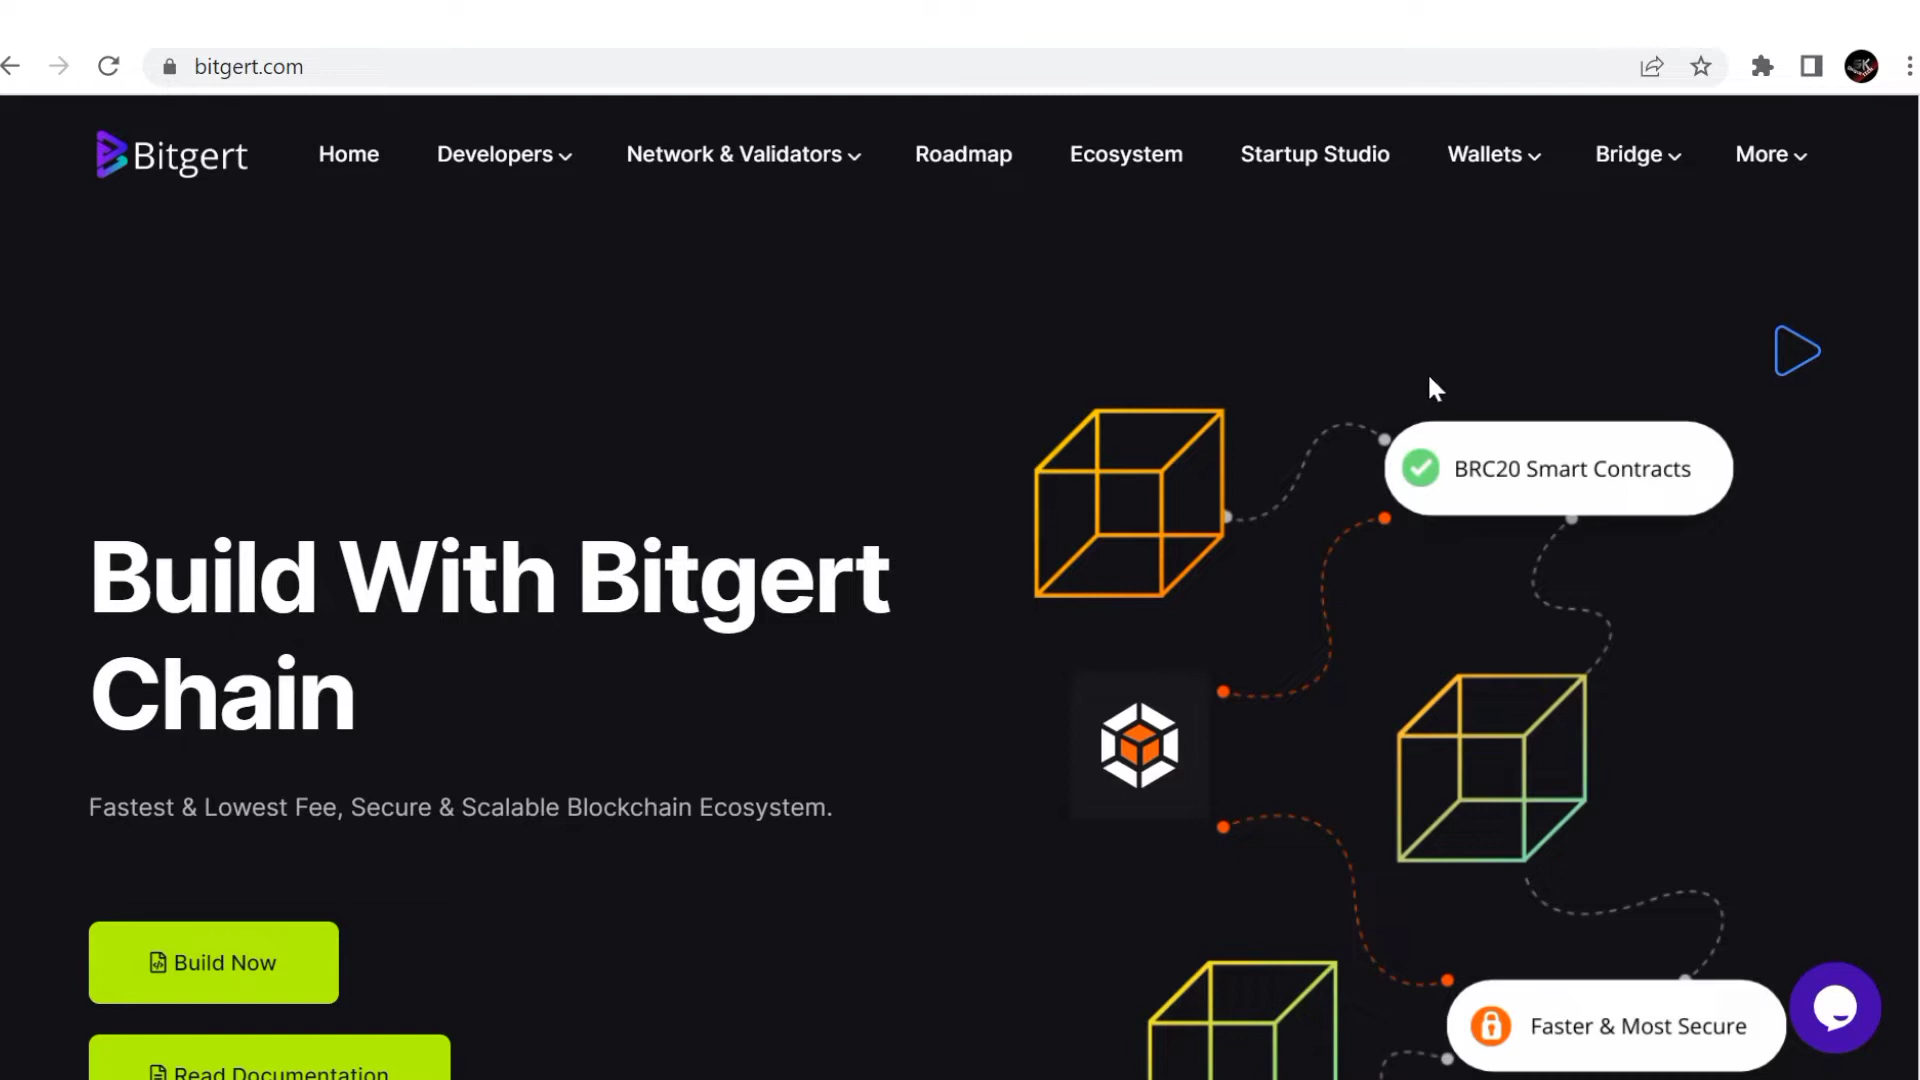 bitgert.com
Bitgert
Home
Developers
Network & Validators
Roadmap
Ecosystem
Startup Studio
Wallets
Bridge
More
BRC20 Smart Contracts
Build With Bitgert
Chain
Fastest & Lowest Fee, Secure & Scalable Blockchain Ecosystem.
Build Now
Faster & Most Secure
Read Documentation